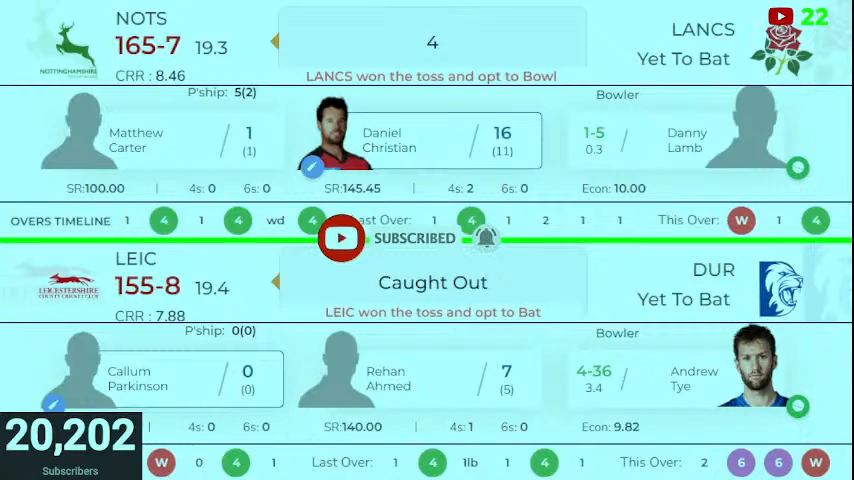 NOTS
165-7 19.3
CRR : 8.46
NOTTINGHAMSHIRE
4
LANCS won the toss and opt to Bowl
22
LANCS
Yet To Bat
P'ship: 5(2)
Bowler
Matthew Carter / 1 (1)
Daniel Christian / 16 (11)
1-5 0.3 / Danny Lamb
SR:100.00 | 4s: 0 6s: 0
SR:145.45 | 4s: 2 6s: 0
Econ: 10.00
OVERS TIMELINE 1 4 1 4 wd 4 Last Over: 1 4 1 2 1 1 This Over: W 1 4
SUBSCRIBED
LEIC
155-8 19.4
CRR : 7.88
LEICESTERSHIRE
COUNTY CRICKET CLUB
Caught Out
LEIC won the toss and opt to Bat
DUR
Yet To Bat
P'ship: 0(0)
Bowler
Callum Parkinson / 0 (0)
Rehan Ahmed / 7 (5)
4-36 3.4 / Andrew Tye
| 4s: 0 6s: 0
SR:140.00 | 4s: 1 6s: 0
Econ: 9.82
20,202
Subscribers
W 0 4 1 Last Over: 1 4 1lb 1 4 1 This Over: 2 6 6 W